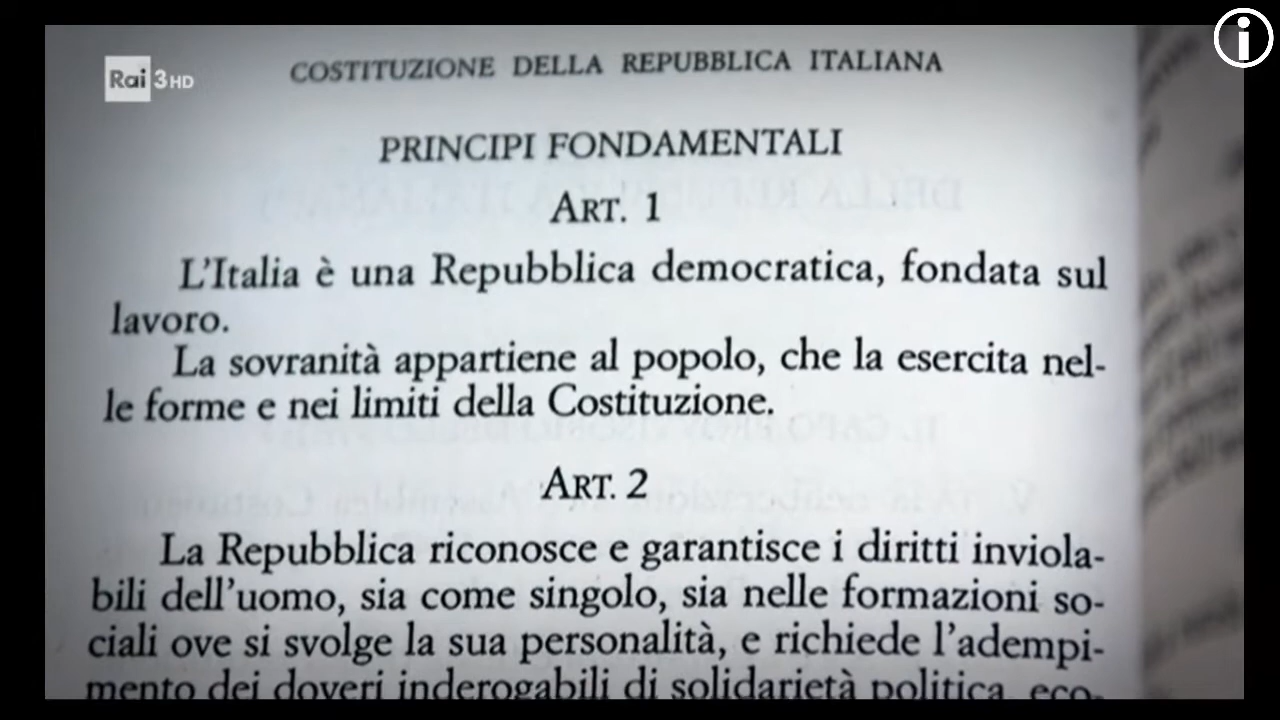 Rai 3HD
COSTITUZIONE DELLA REPUBBLICA ITALIANA
PRINCIPI FONDAMENTALI
ART. 1
L'Italia è una Repubblica democratica, fondata sul
lavoro.
La sovranità appartiene al popolo, che la esercita nel-
le forme e nei limiti della Costituzione.
ART. 2
La Repubblica riconosce e garantisce i diritti inviola-
bili dell'uomo, sia come singolo, sia nelle formazioni so-
ciali ove si svolge la sua personalità, e richiede l'adempi-
mento dei doveri inderogabili di solidarietà politica, eco-